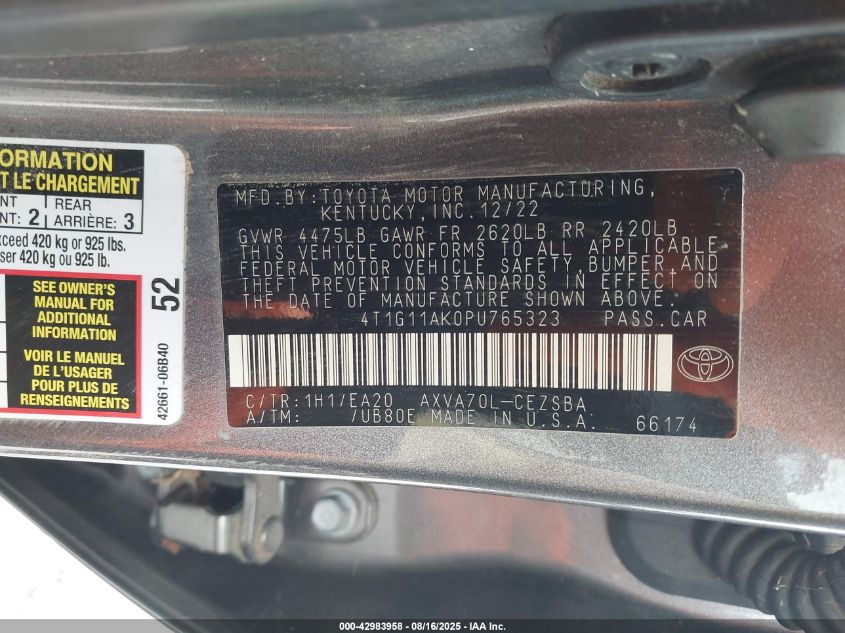 ORMATION
T LE CHARGEMENT
NT
NT: 2
REAR
ARRIÈRE: 3
xceed 420 kg or 925 lbs.
ser 420 kg ou 925 lb.
SEE OWNER'S
MANUAL FOR
ADDITIONAL
INFORMATION
VOIR LE MANUEL
DE L'USAGER
POUR PLUS DE
RENSEIGNEMENTS
52
42661-06B40
MFD.BY:TOYOTA MOTOR MANUFACTURING,
KENTUCKY,INC.12/22
GVWR 4475LB GAWR FR 2620LB RR 2420LB
THIS VEHICLE CONFORMS TO ALL APPLICABLE
FEDERAL MOTOR VEHICLE SAFETY,BUMPER,AND
THEFT PREVENTION STANDARDS IN EFFECT ON
THE DATE OF MANUFACTURE SHOWN ABOVE.
4T1G11AK0PU765323 PASS.CAR
C/TR:1H1/EA20 AXVA70L-CEZSBA
A/TM: /UB80E MADE IN U.S.A. 66174
000-42983958 - 08/16/2025 - IAA Inc.